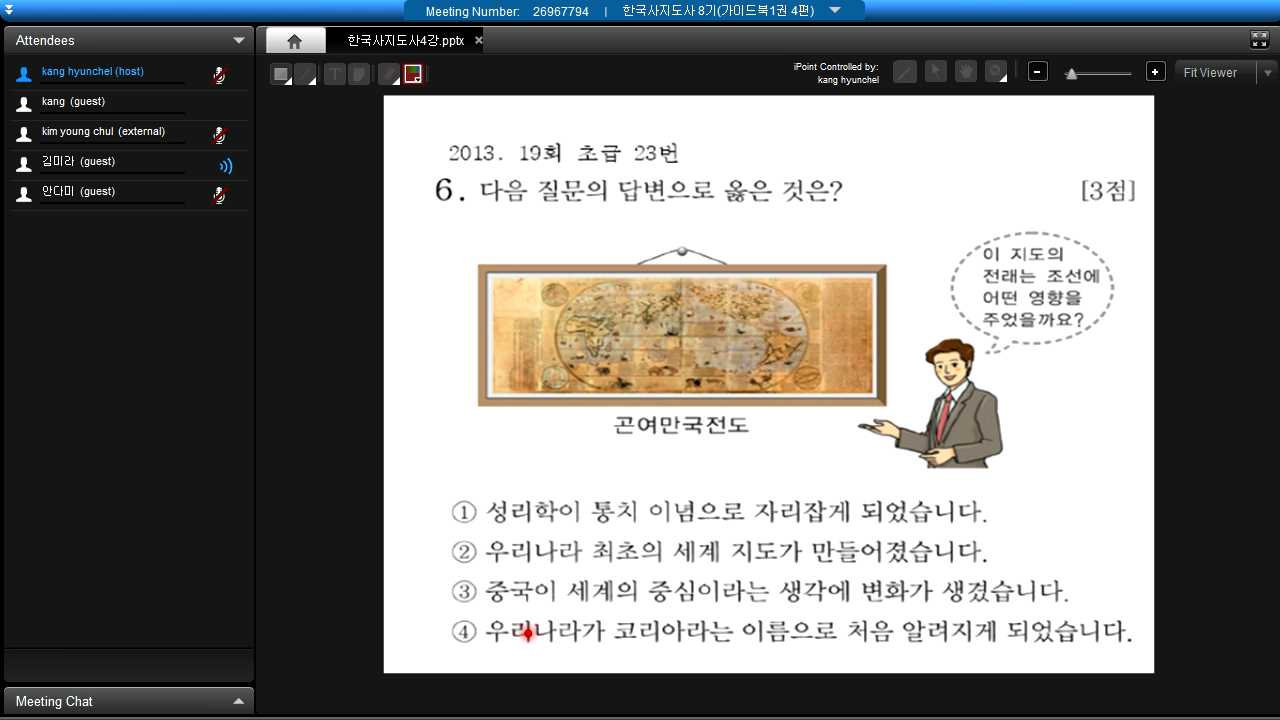 Meeting Number: 26967794 | 한국사지도사 8기(가이드북1권 4편)
Attendees
한국사지도사4강.pptx
kang hyunchel (host)
kang (guest)
kim young chul (external)
김미라 (guest)
안다미 (guest)
iPoint Controlled by:
kang hyunchel
Fit Viewer
2013. 19회 초급 23번
6. 다음 질문의 답변으로 옳은 것은? [3점]
이 지도의
전래는 조선에
어떤 영향을
주었을까요?
곤여만국전도
① 성리학이 통치 이념으로 자리잡게 되었습니다.
② 우리나라 최초의 세계 지도가 만들어졌습니다.
③ 중국이 세계의 중심이라는 생각에 변화가 생겼습니다.
④ 우리나라가 코리아라는 이름으로 처음 알려지게 되었습니다.
Meeting Chat